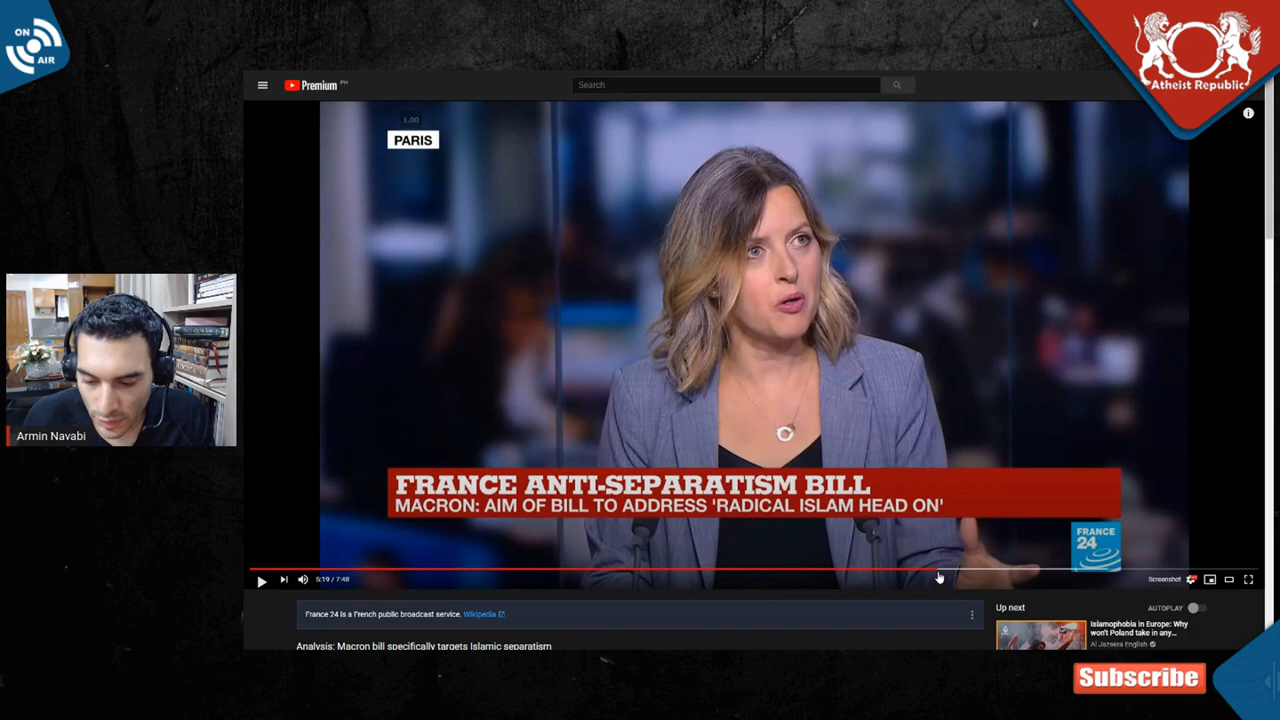 ON
AIR
Atheist Republic
Premium PH
Search
1.00
PARIS
Armin Navabi
FRANCE ANTI-SEPARATISM BILL
MACRON: AIM OF BILL TO ADDRESS 'RADICAL ISLAM HEAD ON'
FRANCE
24
5:19 / 7:48
Screenshot
France 24 is a French public broadcast service. Wikipedia
Up next
AUTOPLAY
Islamophobia in Europe: Why
won't Poland take in any...
Al Jazeera English
Analysis: Macron bill specifically targets Islamic separatism
Subscribe